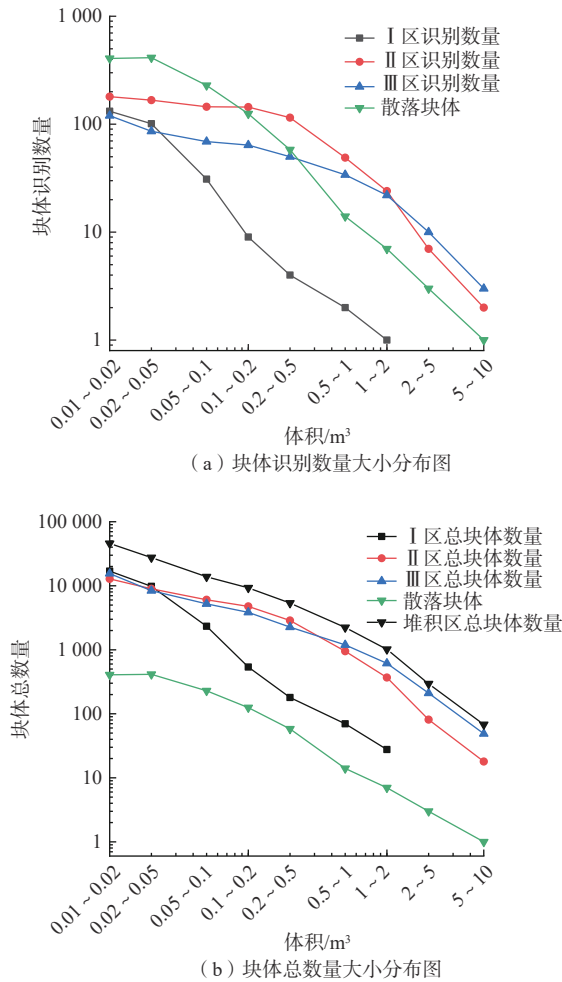 1 000
100
10
1
块体识别数量
Ⅰ区识别数量
Ⅱ区识别数量
Ⅲ区识别数量
散落块体
0.01~0.02
0.02~0.05
0.05~0.1
0.1~0.2
0.2~0.5
0.5~1
1~2
2~5
5~10
体积/m³
（a）块体识别数量大小分布图
100 000
10 000
1 000
100
10
1
块体总数量
Ⅰ区总块体数量
Ⅱ区总块体数量
Ⅲ区总块体数量
散落块体
堆积区总块体数量
0.01~0.02
0.02~0.05
0.05~0.1
0.1~0.2
0.2~0.5
0.5~1
1~2
2~5
5~10
体积/m³
（b）块体总数量大小分布图